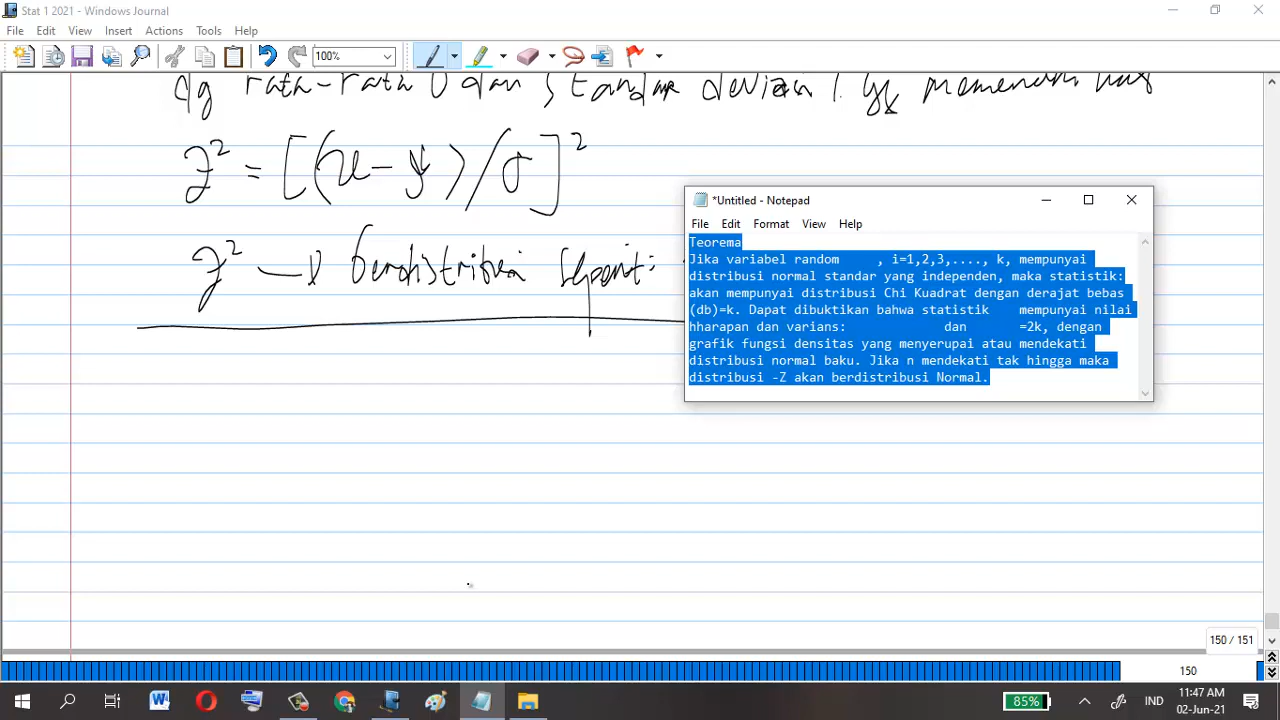 Stat 1 2021 - Windows Journal
File Edit View Insert Actions Tools Help
100%
dg rata-rata 0 dan standar deviasi 1 yg memenuhi
z² = [(x - ) / σ]²
z² → berdistribusi seperti
*Untitled - Notepad
File Edit Format View Help
Teorema
Jika variabel random , i=1,2,3,...., k, mempunyai
distribusi normal standar yang independen, maka statistik:
akan mempunyai distribusi Chi Kuadrat dengan derajat bebas
(db)=k. Dapat dibuktikan bahwa statistik mempunyai nilai
hharapan dan varians: dan =2k, dengan
grafik fungsi densitas yang menyerupai atau mendekati
distribusi normal baku. Jika n mendekati tak hingga maka
distribusi -Z akan berdistribusi Normal.
150 / 151
150
85%
IND
11:47 AM
02-Jun-21